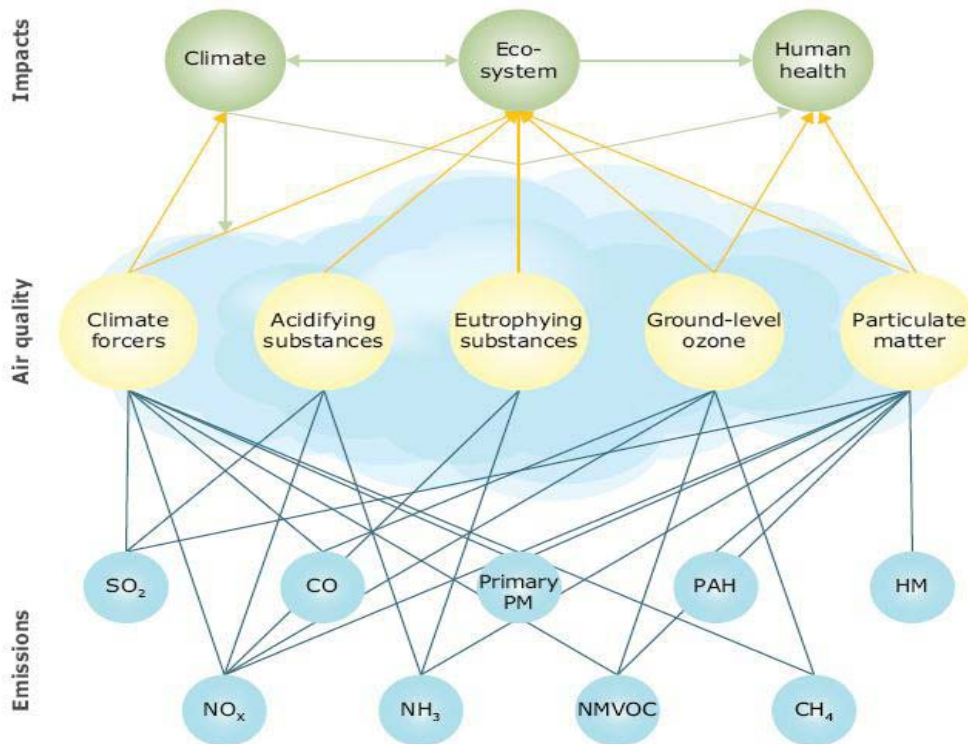 Impacts
Climate
Eco-
system
Human
health
Air quality
Climate
forcers
Acidifying
substances
Eutrophying
substances
Ground-level
ozone
Particulate
matter
Emissions
SO₂
CO
Primary
PM
PAH
HM
NOₓ
NH₃
NMVOC
CH₄